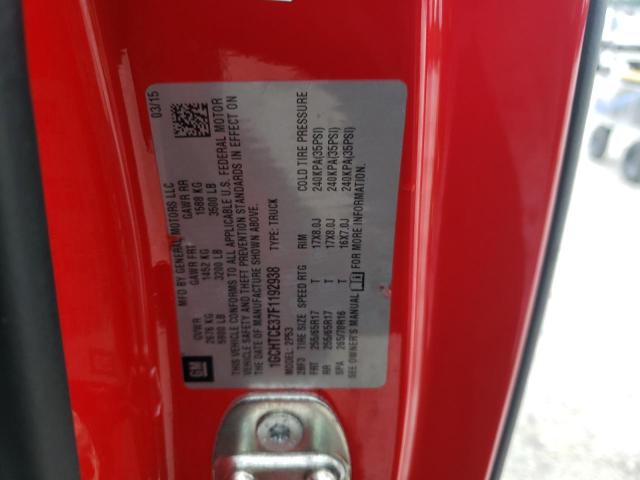 03/15
MFD BY GENERAL MOTORS LLC
GVWR GAWR FRT GAWR RR
2676 KG 1452 KG 1588 KG
5900 LB 3200 LB 3500 LB
THIS VEHICLE CONFORMS TO ALL APPLICABLE U.S. FEDERAL MOTOR
VEHICLE SAFETY AND THEFT PREVENTION STANDARDS IN EFFECT ON
THE DATE OF MANUFACTURE SHOWN ABOVE.
1GCHTCE37F1192938 TYPE: TRUCK
GM
MODEL: 2P53
2BF3 TIRE SIZE SPEED RTG RIM COLD TIRE PRESSURE
FRT 255/65R17 T 17X8.0J 240KPA(35PSI)
RR 255/65R17 T 17X8.0J 240KPA(35PSI)
SPA 265/70R16 T 16X7.0J 240KPA(35PSI)
SEE OWNER'S MANUAL FOR MORE INFORMATION.